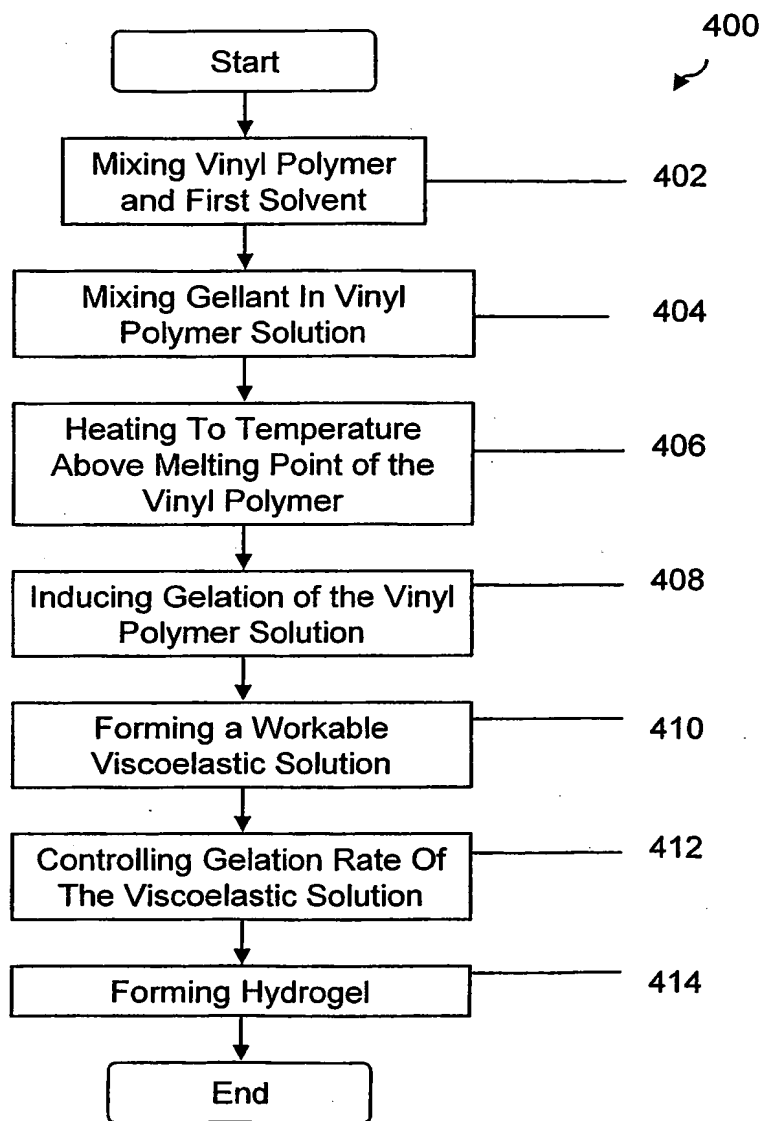 400
Start
Mixing Vinyl Polymer
and First Solvent
402
Mixing Gellant In Vinyl
Polymer Solution
404
Heating To Temperature
Above Melting Point of the
Vinyl Polymer
406
Inducing Gelation of the Vinyl
Polymer Solution
408
Forming a Workable
Viscoelastic Solution
410
Controlling Gelation Rate Of
The Viscoelastic Solution
412
Forming Hydrogel
414
End